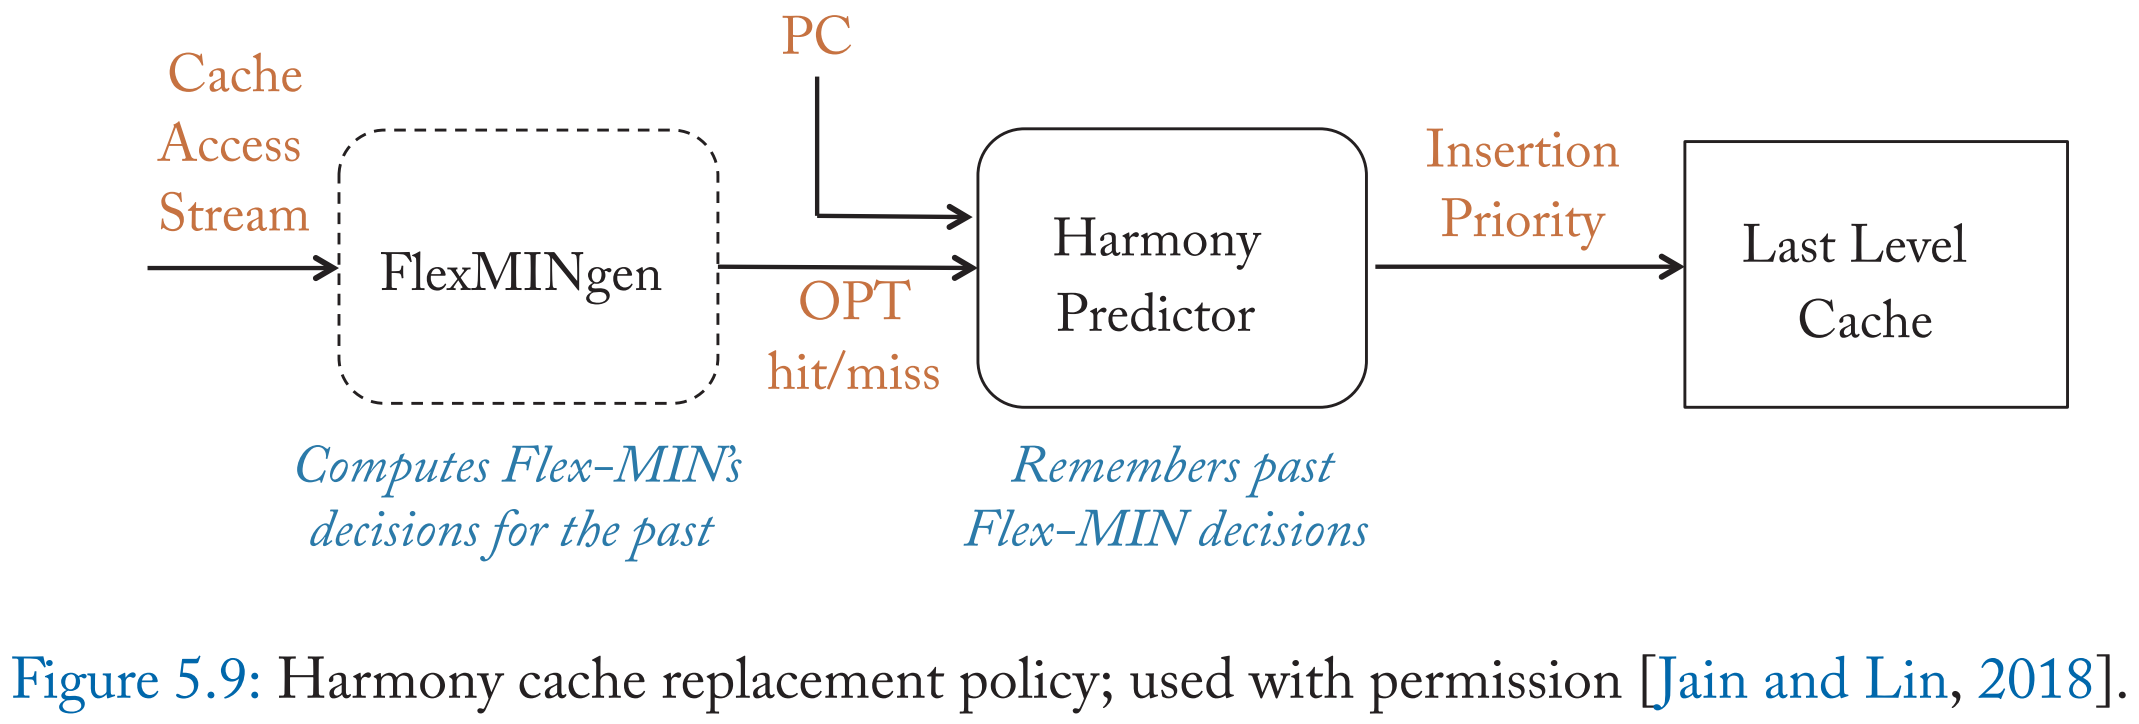 PC
Cache
Access
Stream
FlexMINgen
OPT
hit/miss
Harmony
Predictor
Insertion
Priority
Last Level
Cache
Computes Flex-MIN's
decisions for the past
Remembers past
Flex-MIN decisions
Figure 5.9: Harmony cache replacement policy; used with permission [Jain and Lin, 2018].